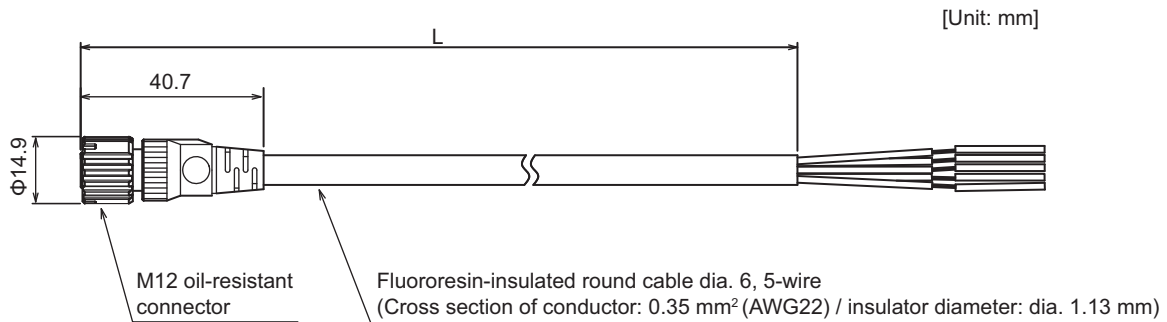 [Unit: mm]
L
40.7
Φ14.9
M12 oil-resistant
connector
Fluororesin-insulated round cable dia. 6, 5-wire
(Cross section of conductor: 0.35 mm² (AWG22) / insulator diameter: dia. 1.13 mm)